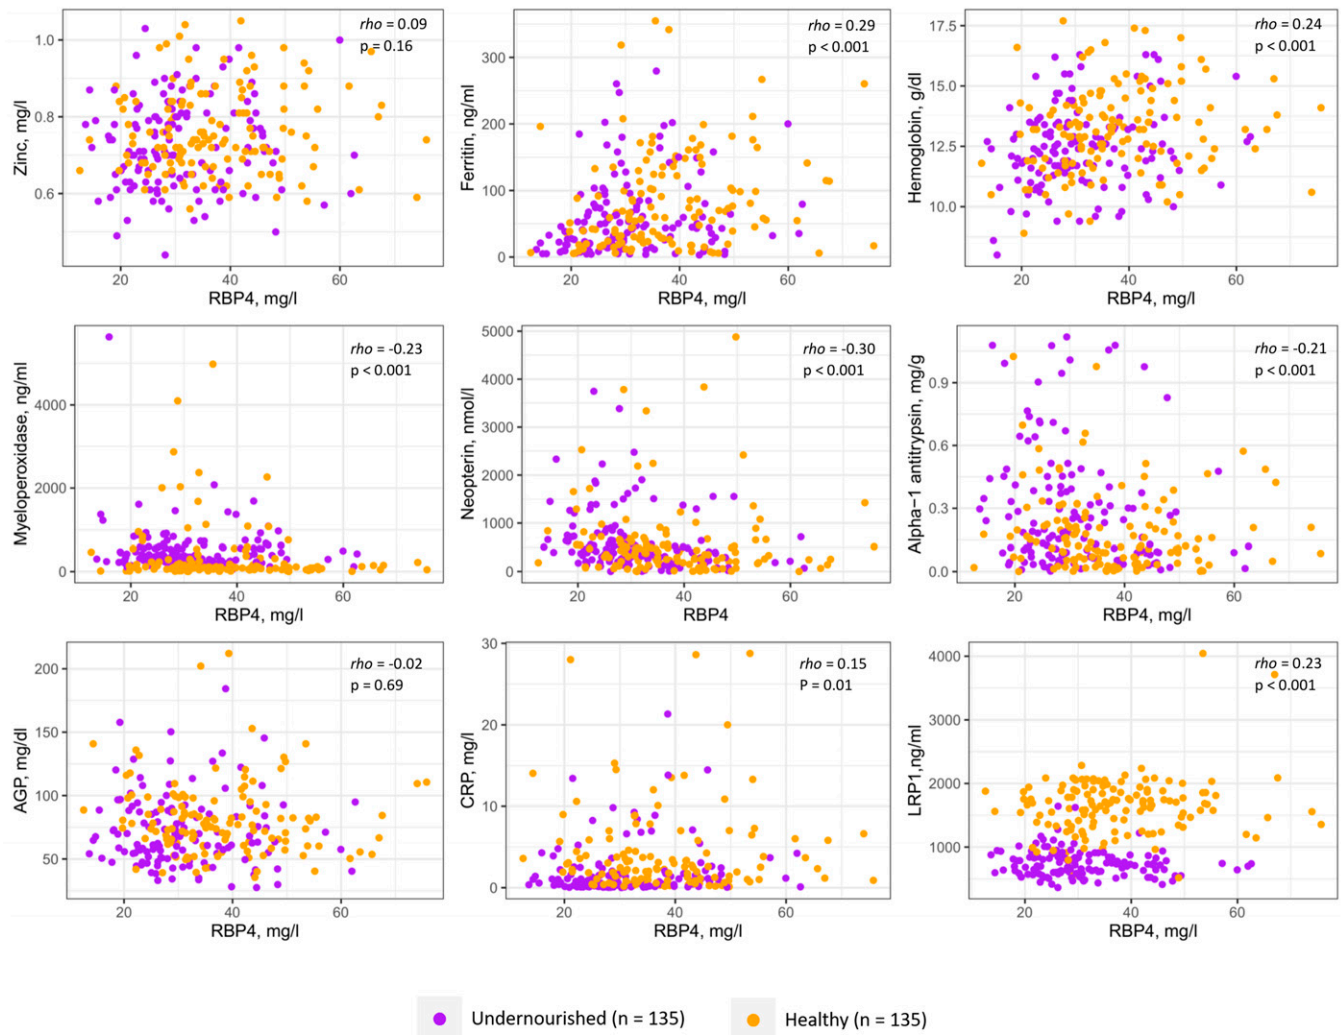 rho = 0.09
p = 0.16
1.0
0.8
0.6
Zinc, mg/l
20 40 60
RBP4, mg/l
rho = 0.29
p < 0.001
300
200
100
0
Ferritin, ng/ml
20 40 60
RBP4, mg/l
rho = 0.24
p < 0.001
17.5
15.0
12.5
10.0
Hemoglobin, g/dl
20 40 60
RBP4, mg/l
rho = -0.23
p < 0.001
4000
2000
0
Myeloperoxidase, ng/ml
20 40 60
RBP4, mg/l
rho = -0.30
p < 0.001
5000
4000
3000
2000
1000
0
Neopterin, nmol/l
20 40 60
RBP4
rho = -0.21
p < 0.001
0.9
0.6
0.3
0.0
Alpha−1 antitrypsin, mg/g
20 40 60
RBP4, mg/l
rho = -0.02
p = 0.69
200
150
100
50
AGP, mg/dl
20 40 60
RBP4, mg/l
rho = 0.15
P = 0.01
30
20
10
0
CRP, mg/l
20 40 60
RBP4, mg/l
rho = 0.23
p < 0.001
4000
3000
2000
1000
LRP1,ng/ml
20 40 60
RBP4, mg/l
Undernourished (n = 135) Healthy (n = 135)